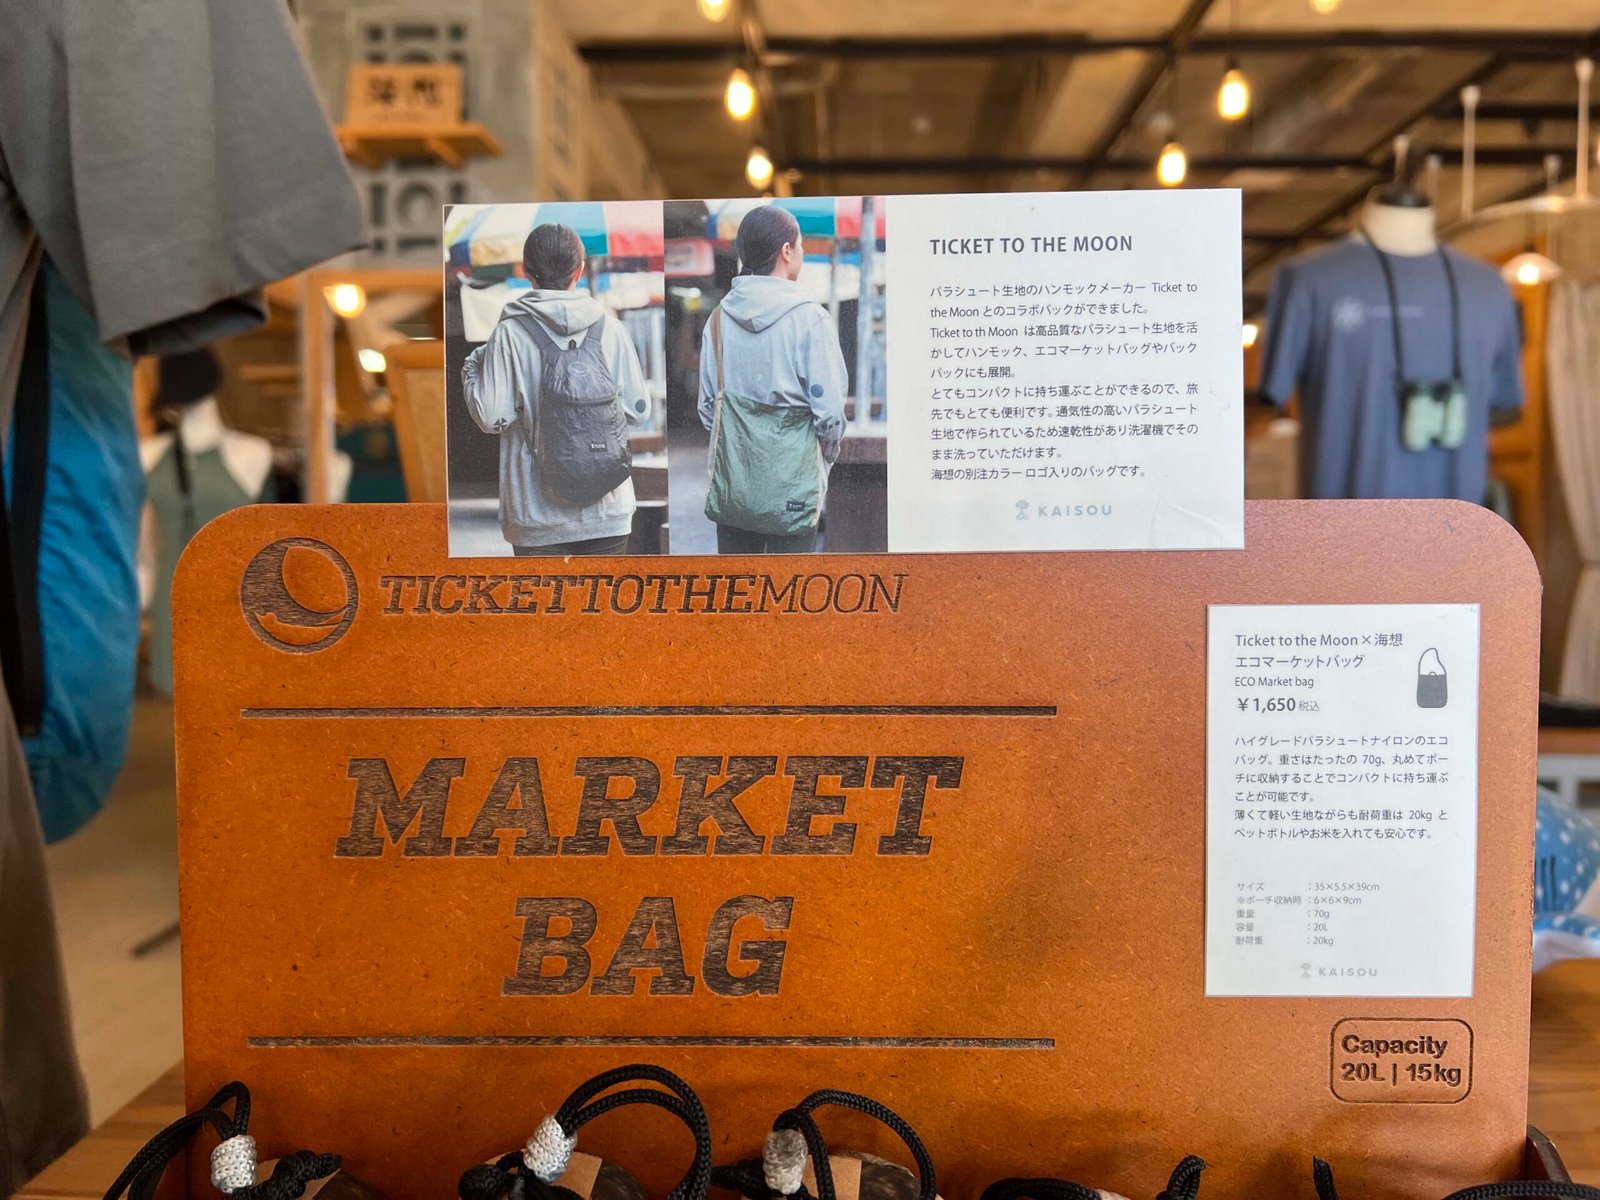 海想
TICKET TO THE MOON
パラシュート生地のハンモックメーカー Ticket to
the Moon とのコラボバックができました。
Ticket to th Moon は高品質なパラシュート生地を活
かしてハンモック、エコマーケットバッグやバック
パックにも展開。
とてもコンパクトに持ち運ぶことができるので、旅
先でもとても便利です。通気性の高いパラシュート
生地で作られているため速乾性があり洗濯機でその
まま洗っていただけます。
海想の別注カラー ロゴ入りのバッグです。
KAISOU
TICKETTOTHEMOON
MARKET
BAG
Ticket to the Moon×海想
エコマーケットバッグ
ECO Market bag
¥1,650 税込
ハイグレードパラシュートナイロンのエコ
バッグ。重さはたったの 70g、丸めてポー
チに収納することでコンパクトに持ち運ぶ
ことが可能です。
薄くて軽い生地ながらも耐荷重は 20kg と
ペットボトルやお米を入れても安心です。
サイズ ：35×5.5×39cm
※ポーチ収納時 ：6×6×9cm
重量 ：70g
容量 ：20L
耐荷重 ：20kg
KAISOU
Capacity
20L | 15kg